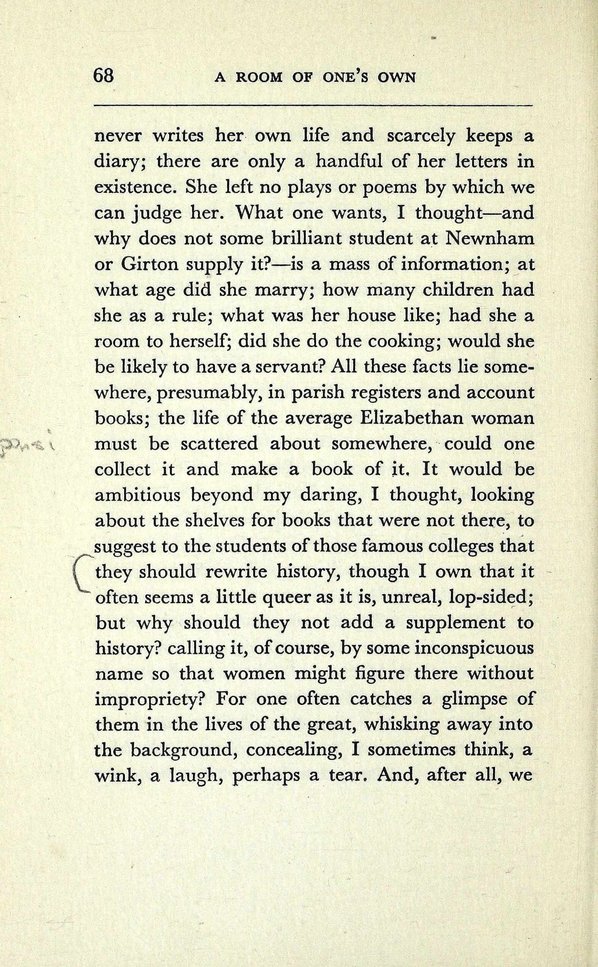 68 A ROOM OF ONE'S OWN
never writes her own life and scarcely keeps a
diary; there are only a handful of her letters in
existence. She left no plays or poems by which we
can judge her. What one wants, I thought—and
why does not some brilliant student at Newnham
or Girton supply it?—is a mass of information; at
what age did she marry; how many children had
she as a rule; what was her house like; had she a
room to herself; did she do the cooking; would she
be likely to have a servant? All these facts lie some-
where, presumably, in parish registers and account
books; the life of the average Elizabethan woman
must be scattered about somewhere, could one
collect it and make a book of it. It would be
ambitious beyond my daring, I thought, looking
about the shelves for books that were not there, to
suggest to the students of those famous colleges that
they should rewrite history, though I own that it
often seems a little queer as it is, unreal, lop-sided;
but why should they not add a supplement to
history? calling it, of course, by some inconspicuous
name so that women might figure there without
impropriety? For one often catches a glimpse of
them in the lives of the great, whisking away into
the background, concealing, I sometimes think, a
wink, a laugh, perhaps a tear. And, after all, we